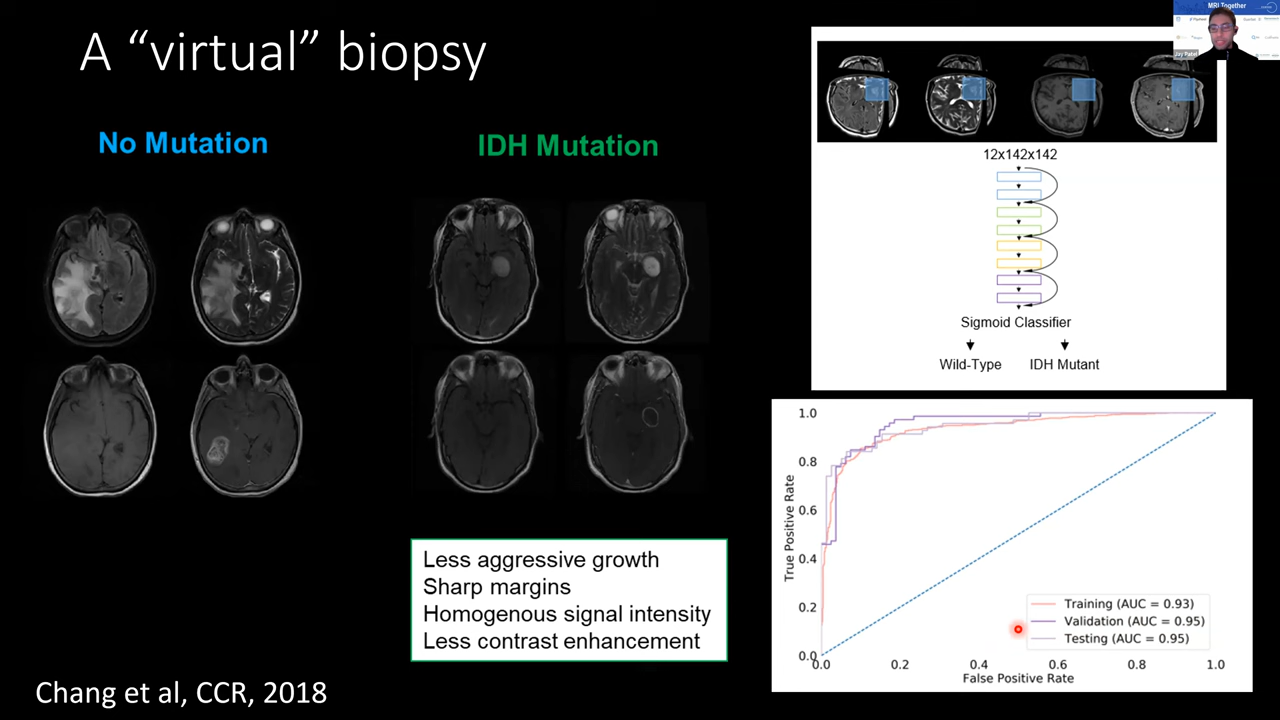 A “virtual” biopsy
No Mutation
IDH Mutation
Less aggressive growth
Sharp margins
Homogenous signal intensity
Less contrast enhancement
Chang et al, CCR, 2018
12x142x142
Sigmoid Classifier
Wild-Type IDH Mutant
1.0
0.8
0.6
0.4
0.2
0.0
True Positive Rate
Training (AUC = 0.93)
Validation (AUC = 0.95)
Testing (AUC = 0.95)
0.0 0.2 0.4 0.6 0.8 1.0
False Positive Rate
MRI Together
Jay Patel